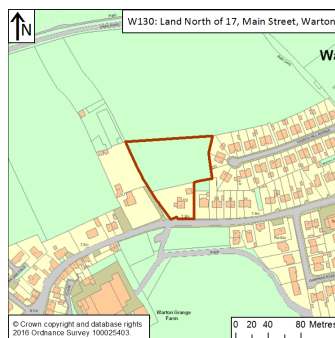 N
W130: Land North of 17, Main Street, Warton
Wa
Path
Warton Grange
Farm
© Crown copyright and database rights
2016 Ordnance Survey 100025403.
0 20 40 80 Metres